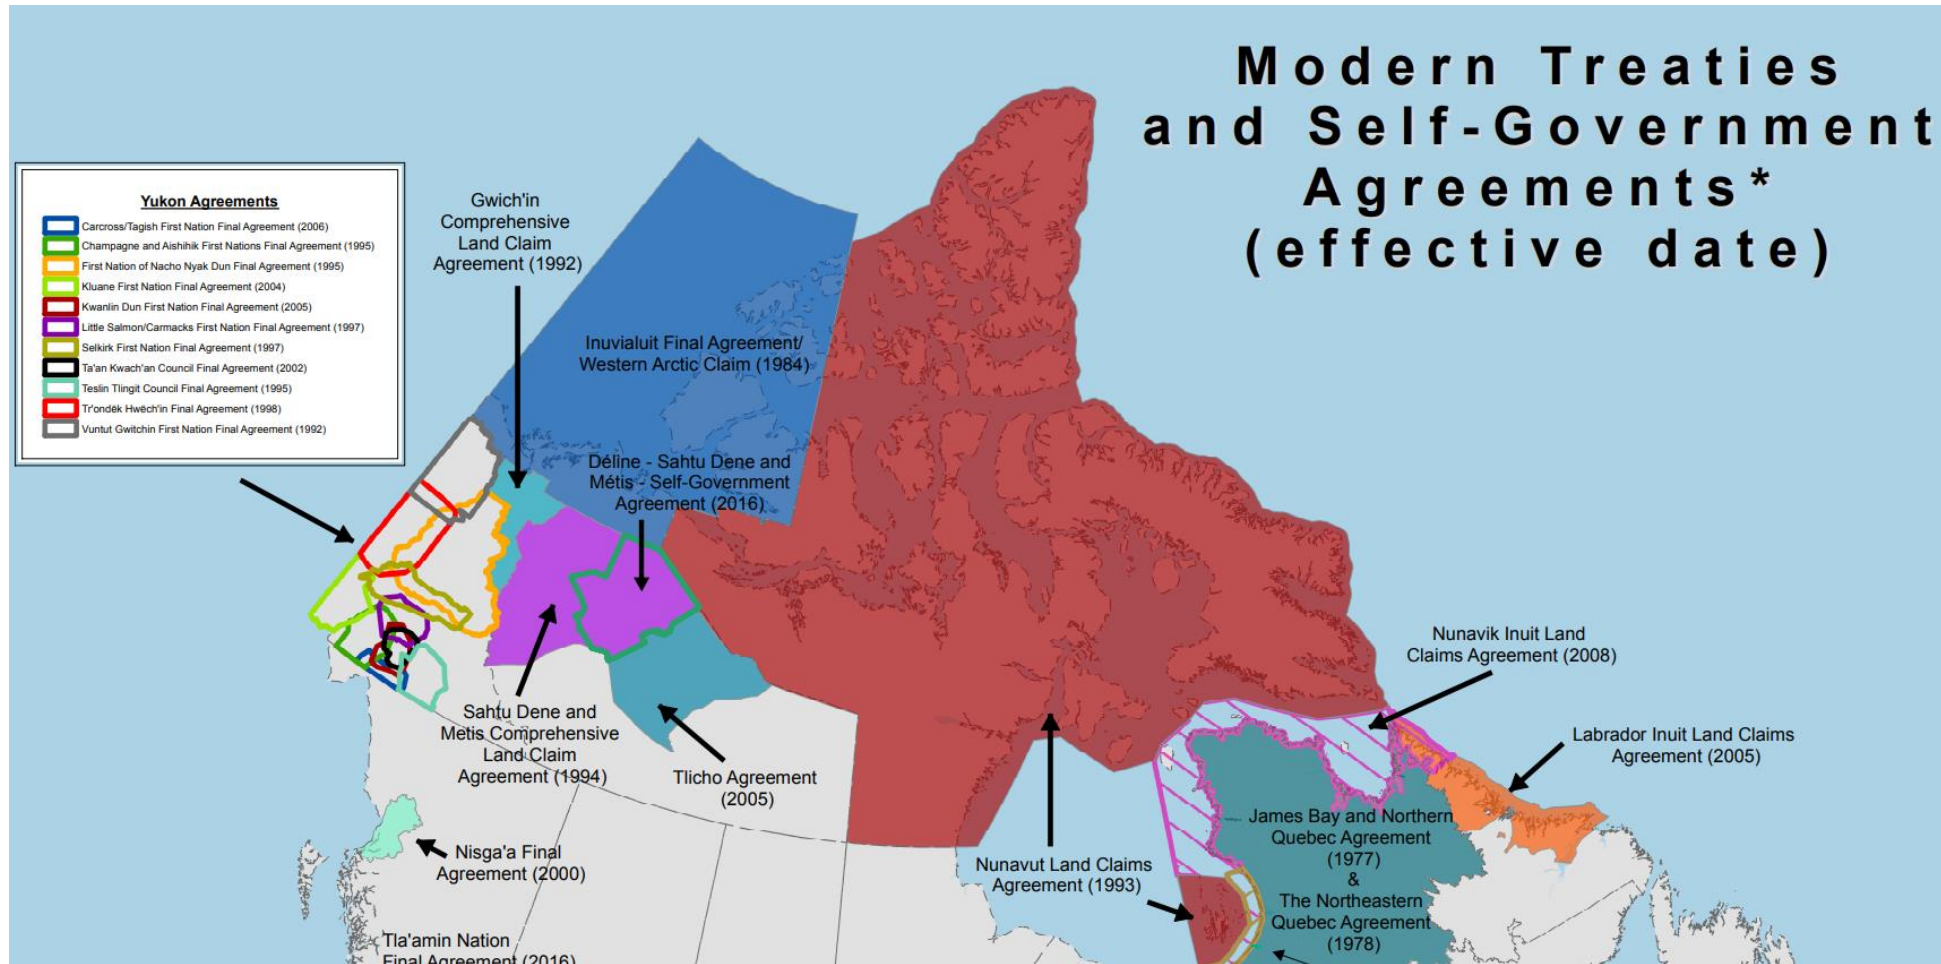 Modern Treaties
and Self-Government
Agreements*
(effective date)
Yukon Agreements
Carcross/Tagish First Nation Final Agreement (2006)
Champagne and Aishihik First Nations Final Agreement (1995)
First Nation of Nacho Nyak Dun Final Agreement (1995)
Kluane First Nation Final Agreement (2004)
Kwanlin Dun First Nation Final Agreement (2005)
Little Salmon/Carmacks First Nation Final Agreement (1997)
Selkirk First Nation Final Agreement (1997)
Ta'an Kwach'an Council Final Agreement (2002)
Teslin Tlingit Council Final Agreement (1995)
Tr'ondëk Hwëch'in Final Agreement (1998)
Vuntut Gwitchin First Nation Final Agreement (1992)
Gwich'in
Comprehensive
Land Claim
Agreement (1992)
Inuvialuit Final Agreement/
Western Arctic Claim (1984)
Déline - Sahtu Dene and
Métis - Self-Government
Agreement (2016)
Nunavik Inuit Land
Claims Agreement (2008)
Labrador Inuit Land Claims
Agreement (2005)
Sahtu Dene and
Metis Comprehensive
Land Claim
Agreement (1994)
Tlicho Agreement
(2005)
James Bay and Northern
Quebec Agreement
(1977)
&
The Northeastern
Quebec Agreement
(1978)
Nisga'a Final
Agreement (2000)
Nunavut Land Claims
Agreement (1993)
Tla'amin Nation
Final Agreement (2016)